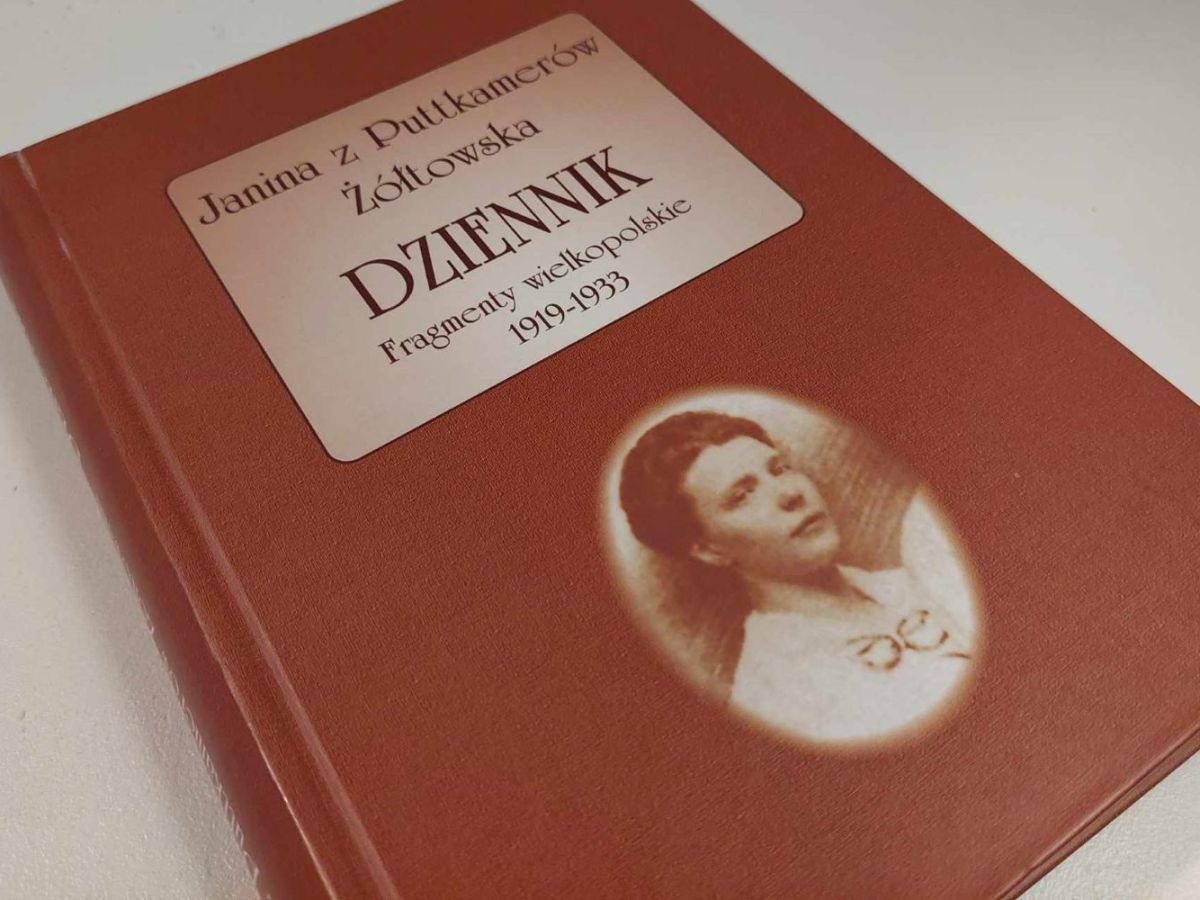 Janina z Puttkamerów
Żółtowska
DZIENNIK
Fragmenty wielkopolskie
1919-1933